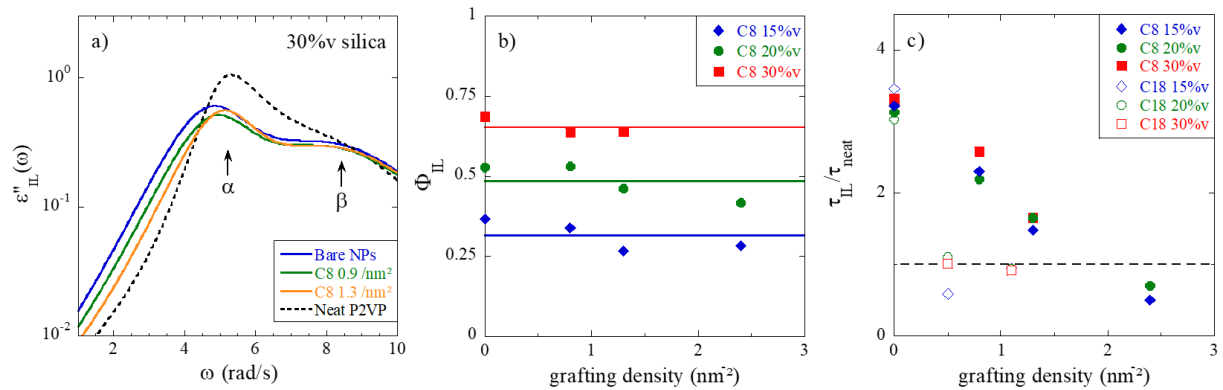 a)
30%v silica
ε"IL(ω)
10⁰
10⁻¹
10⁻²
α
β
Bare NPs
C8 0.9 /nm²
C8 1.3 /nm²
Neat P2VP
2
4
6
8
10
ω (rad/s)
b)
C8 15%v
C8 20%v
C8 30%v
ΦIL
1
0.75
0.5
0.25
0
0
1
2
3
grafting density (nm⁻²)
c)
C8 15%v
C8 20%v
C8 30%v
C18 15%v
C18 20%v
C18 30%v
τIL/τneat
4
2
0
0
1
2
3
grafting density (nm⁻²)